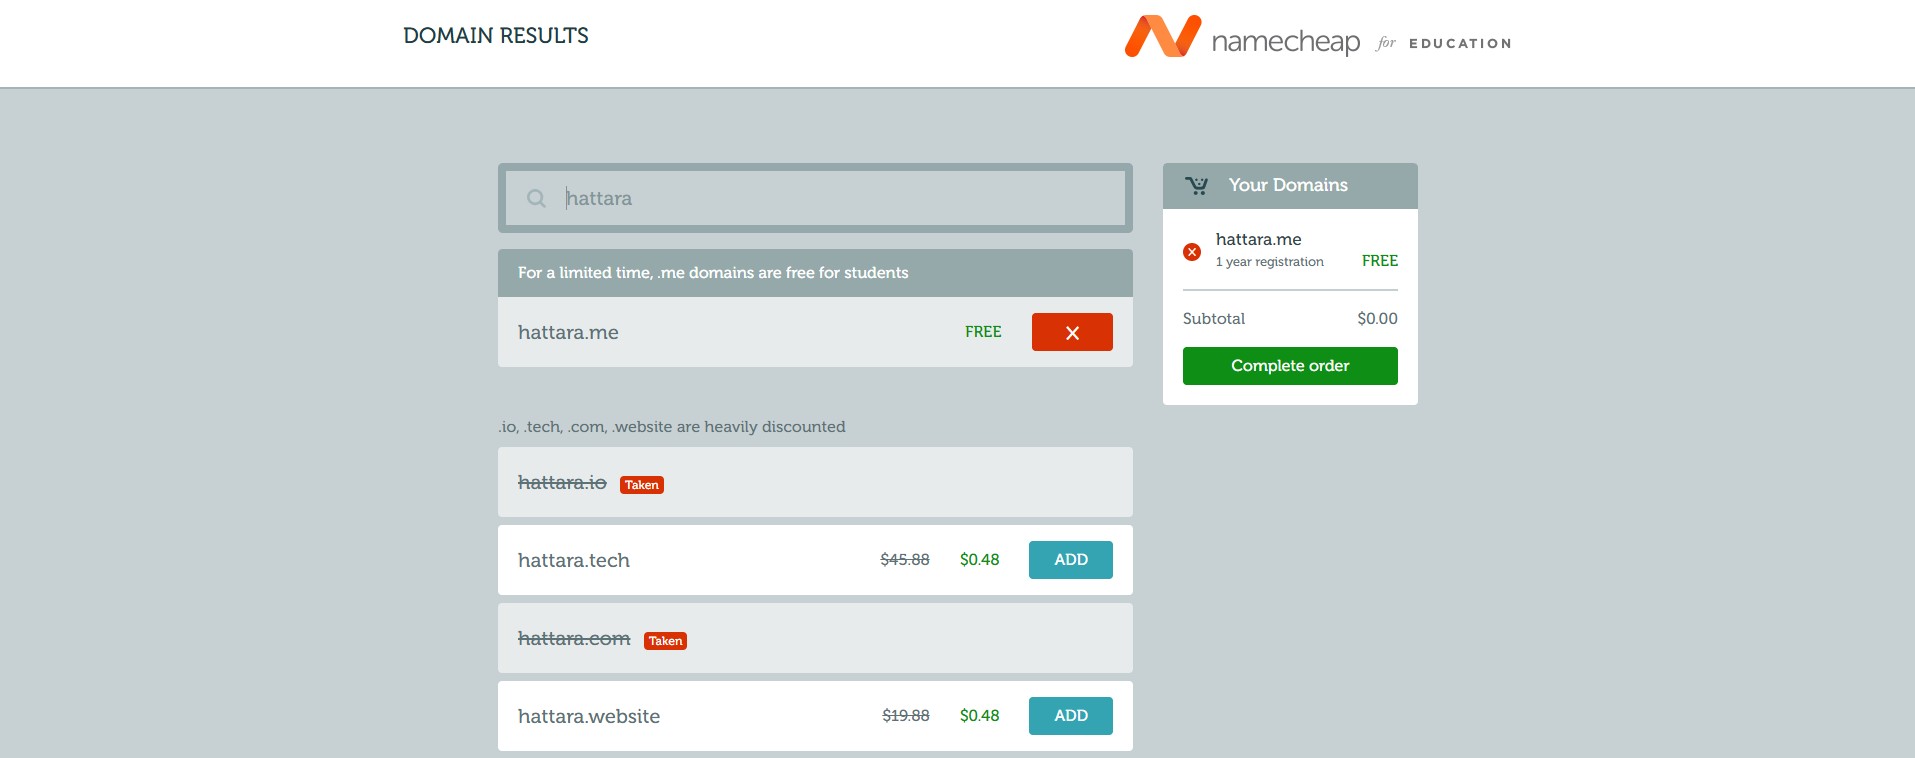 DOMAIN RESULTS
namecheap for EDUCATION
hattara
For a limited time, .me domains are free for students
hattara.me FREE X
.io, .tech, .com, .website are heavily discounted
hattara.io Taken
hattara.tech $45.88 $0.48 ADD
hattara.com Taken
hattara.website $19.88 $0.48 ADD
Your Domains
hattara.me
1 year registration FREE
Subtotal $0.00
Complete order